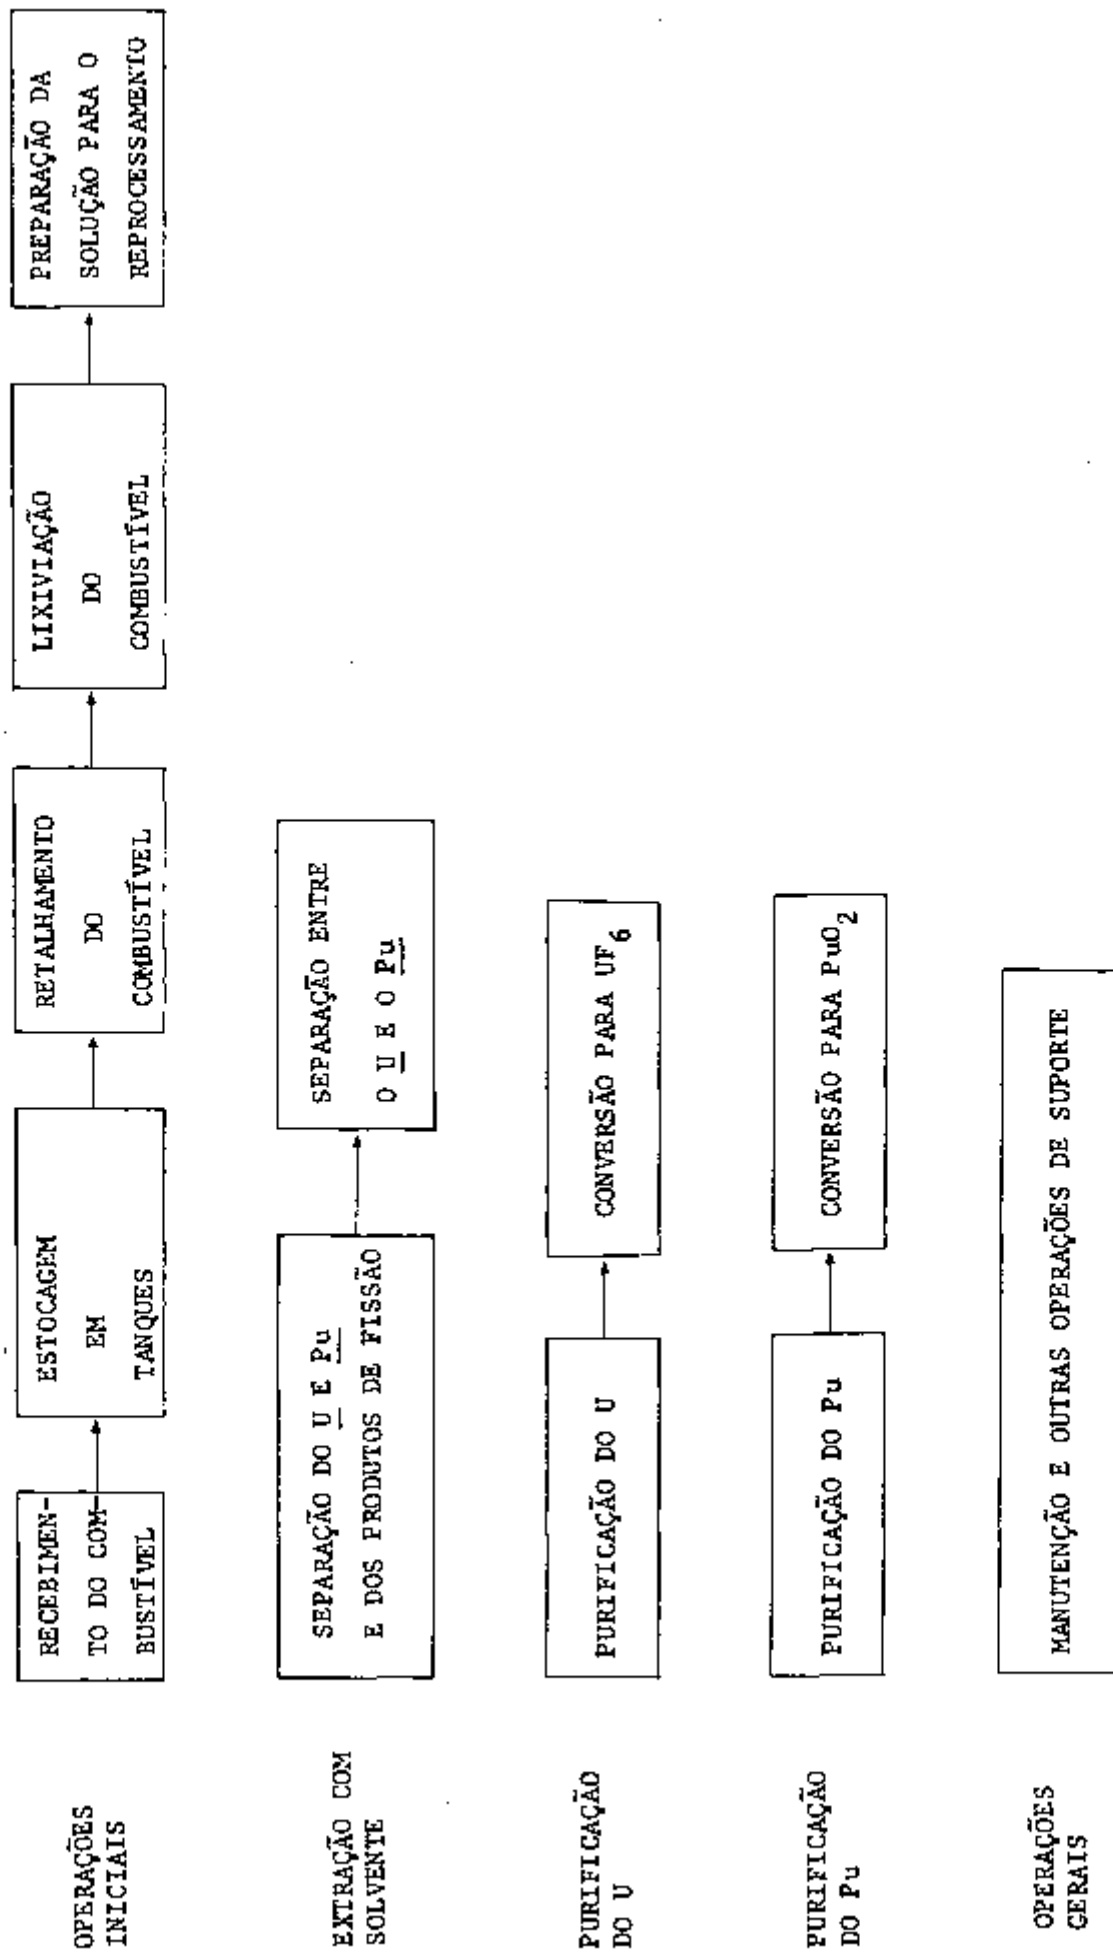 OPERAÇÕES
INICIAIS
RECEBIMEN-
TO DO COM-
BUSTÍVEL
ESTOCAGEM
EM
TANQUES
RETALHAMENTO
DO
COMBUSTÍVEL
LIXIVIAÇÃO
DO
COMBUSTÍVEL
PREPARAÇÃO DA
SOLUÇÃO PARA O
REPROCESSAMENTO
EXTRAÇÃO COM
SOLVENTE
SEPARAÇÃO DO U E Pu
E DOS PRODUTOS DE FISSÃO
SEPARAÇÃO ENTRE
O U E O Pu
PURIFICAÇÃO
DO U
PURIFICAÇÃO DO U
CONVERSÃO PARA UF6
PURIFICAÇÃO
DO Pu
PURIFICAÇÃO DO Pu
CONVERSÃO PARA PuO2
OPERAÇÕES
GERAIS
MANUTENÇÃO E OUTRAS OPERAÇÕES DE SUPORTE